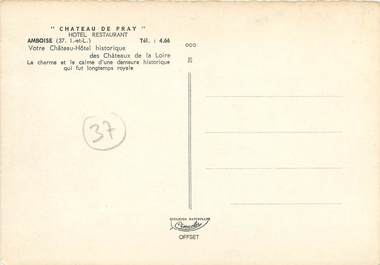 " CHATEAU DE PRAY "
HOTEL RESTAURANT
AMBOISE (37. I.-et-L.) Tél. : 4.66
Votre Château-Hôtel historique
des Châteaux de la Loire
Le charme et le calme d'une demeure historique
qui fut longtemps royale
37
OFFSET